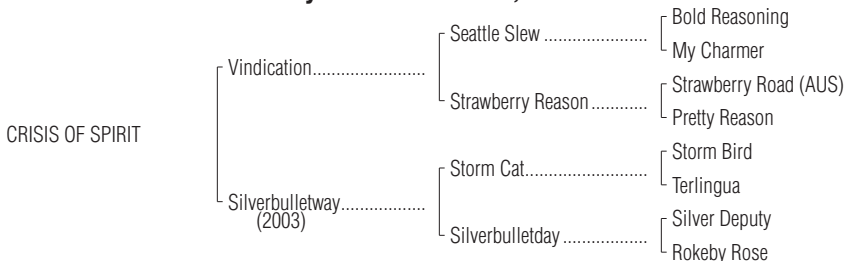 Bold Reasoning
Seattle Slew ......................
My Charmer
Vindication........................
Strawberry Road (AUS)
Strawberry Reason ............
Pretty Reason
CRISIS OF SPIRIT
Storm Bird
Storm Cat..........................
Terlingua
Silverbulletway..................
(2003)
Silver Deputy
Silverbulletday ..................
Rokeby Rose